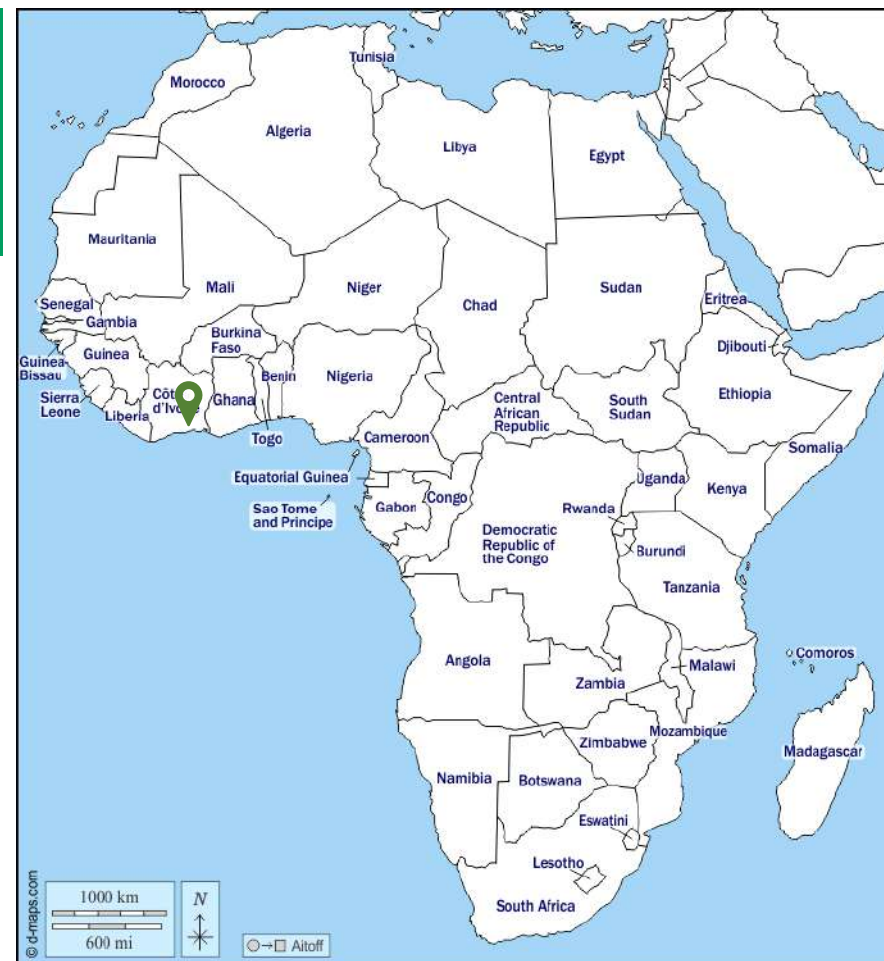 Tunisia
Morocco
Algeria
Libya
Egypt
Mauritania
Mali
Niger
Chad
Sudan
Eritrea
Senegal
Gambia
Burkina
Faso
Djibouti
Guinea
Guinea-
Bissau
Benin
Nigeria
Ethiopia
Sierra
Leone
Liberia
Ghana
Central
African
Republic
South
Sudan
Togo
Cameroon
Somalia
Equatorial Guinea
Uganda
Kenya
Sao Tome
and Principe
Gabon
Congo
Rwanda
Democratic
Republic of
the Congo
Burundi
Tanzania
Angola
Comoros
Malawi
Zambia
Mozambique
Zimbabwe
Madagascar
Namibia
Botswana
Eswatini
Lesotho
South Africa
1000 km
600 mi
N
Aitoff
© d-maps.com